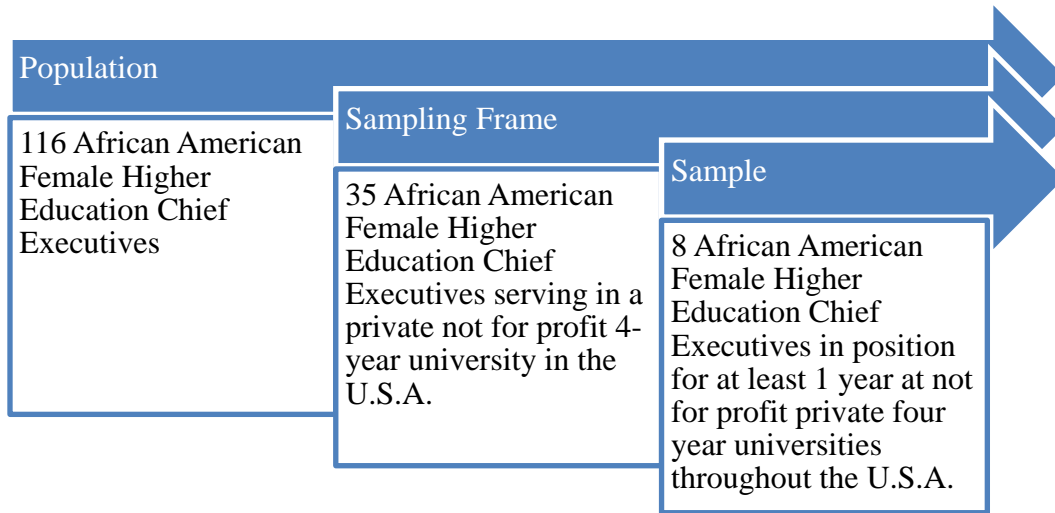 Population
116 African American
Female Higher
Education Chief
Executives
Sampling Frame
35 African American
Female Higher
Education Chief
Executives serving in a
private not for profit 4-
year university in the
U.S.A.
Sample
8 African American
Female Higher
Education Chief
Executives in position
for at least 1 year at not
for profit private four
year universities
throughout the U.S.A.